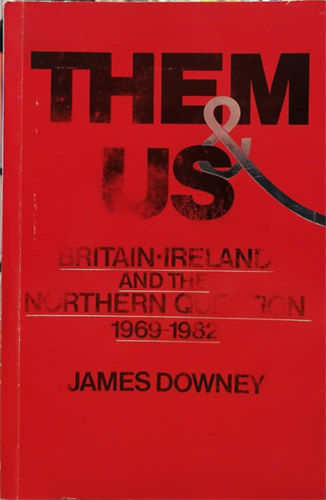 THEM
&
US
BRITAIN·IRELAND
AND THE
NORTHERN QUESTION
1969-1982
JAMES DOWNEY